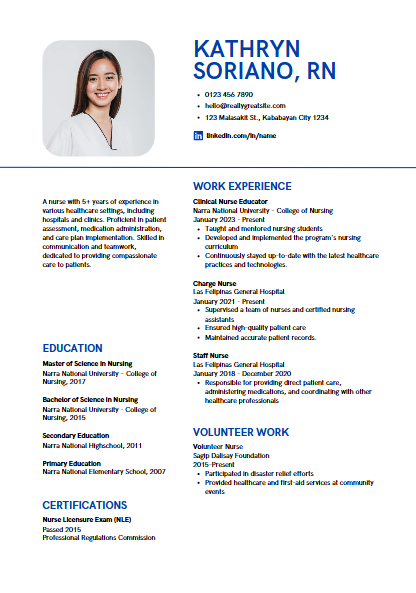 KATHRYN
SORIANO, RN
• 0123 456 7890
• hello@reallygreatsite.com
• 123 Malasakit St., Kababayan City 1234
in linkedin.com/in/name
A nurse with 5+ years of experience in
various healthcare settings, including
hospitals and clinics. Proficient in patient
assessment, medication administration,
and care plan implementation. Skilled in
communication and teamwork,
dedicated to providing compassionate
care to patients.
EDUCATION
Master of Science in Nursing
Narra National University - College of
Nursing, 2017
Bachelor of Science in Nursing
Narra National University - College of
Nursing, 2015
Secondary Education
Narra National Highschool, 2011
Primary Education
Narra National Elementary School, 2007
CERTIFICATIONS
Nurse Licensure Exam (NLE)
Passed 2015
Professional Regulations Commission
WORK EXPERIENCE
Clinical Nurse Educator
Narra National University - College of Nursing
January 2023 - Present
• Taught and mentored nursing students
• Developed and implemented the program's nursing
curriculum
• Continuously stayed up-to-date with the latest healthcare
practices and technologies.
Charge Nurse
Las Felipinas General Hospital
January 2021 - Present
• Supervised a team of nurses and certified nursing
assistants
• Ensured high-quality patient care
• Maintained accurate patient records.
Staff Nurse
Las Felipinas General Hospital
January 2018 - December 2020
• Responsible for providing direct patient care,
administering medications, and coordinating with other
healthcare professionals
VOLUNTEER WORK
Volunteer Nurse
Sagip Dalisay Foundation
2015-Present
• Participated in disaster relief efforts
• Provided healthcare and first-aid services at community
events